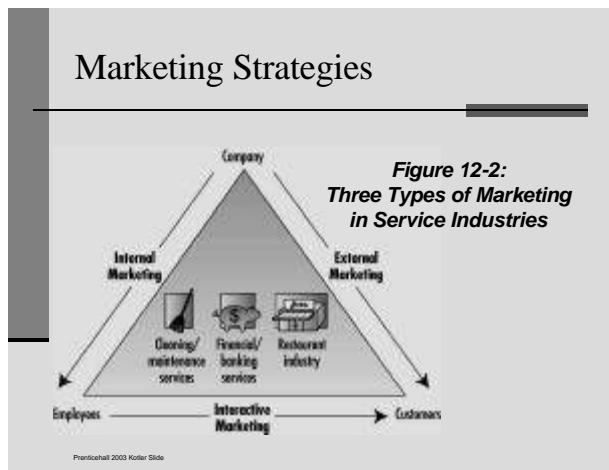 Marketing Strategies
Figure 12-2:
Three Types of Marketing
in Service Industries
Company
Internal
Marketing
External
Marketing
$
Cleaning/
maintenance
services
Financial/
banking
services
Restaurant
industry
Employees
Interactive
Marketing
Customers
Prenticehall 2003 Kotler Slide